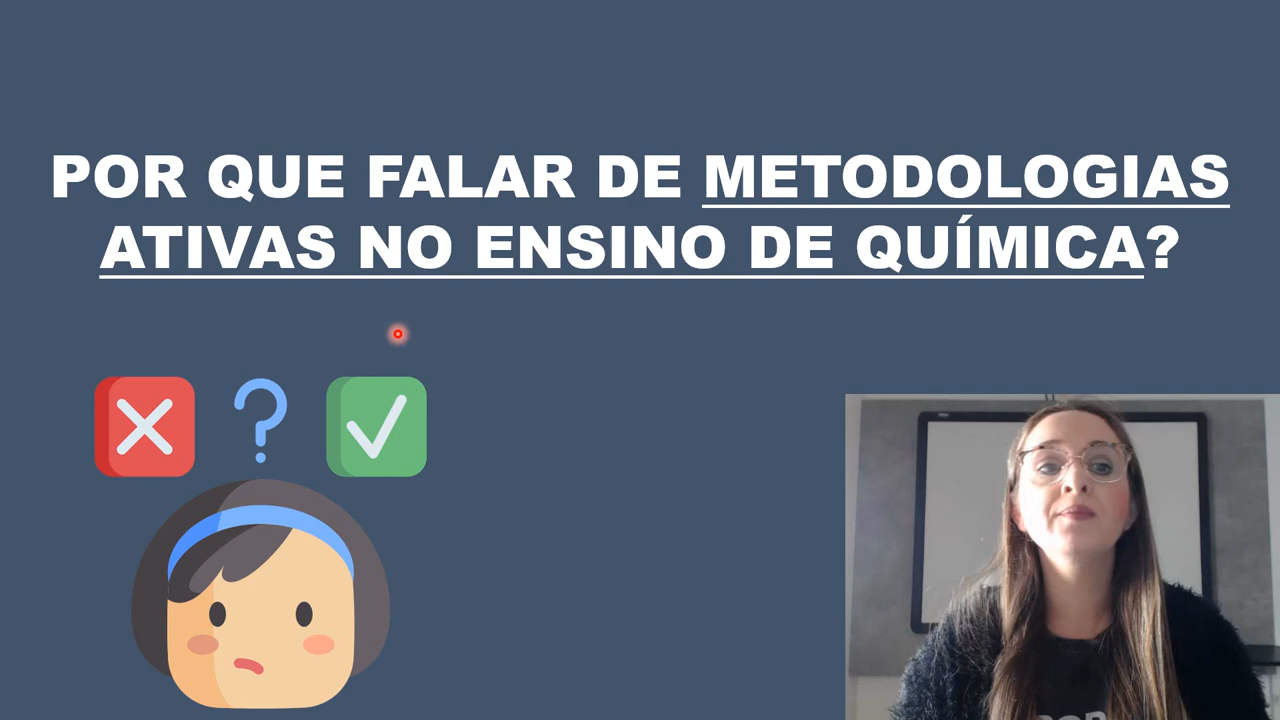 POR QUE FALAR DE METODOLOGIAS
ATIVAS NO ENSINO DE QUÍMICA?